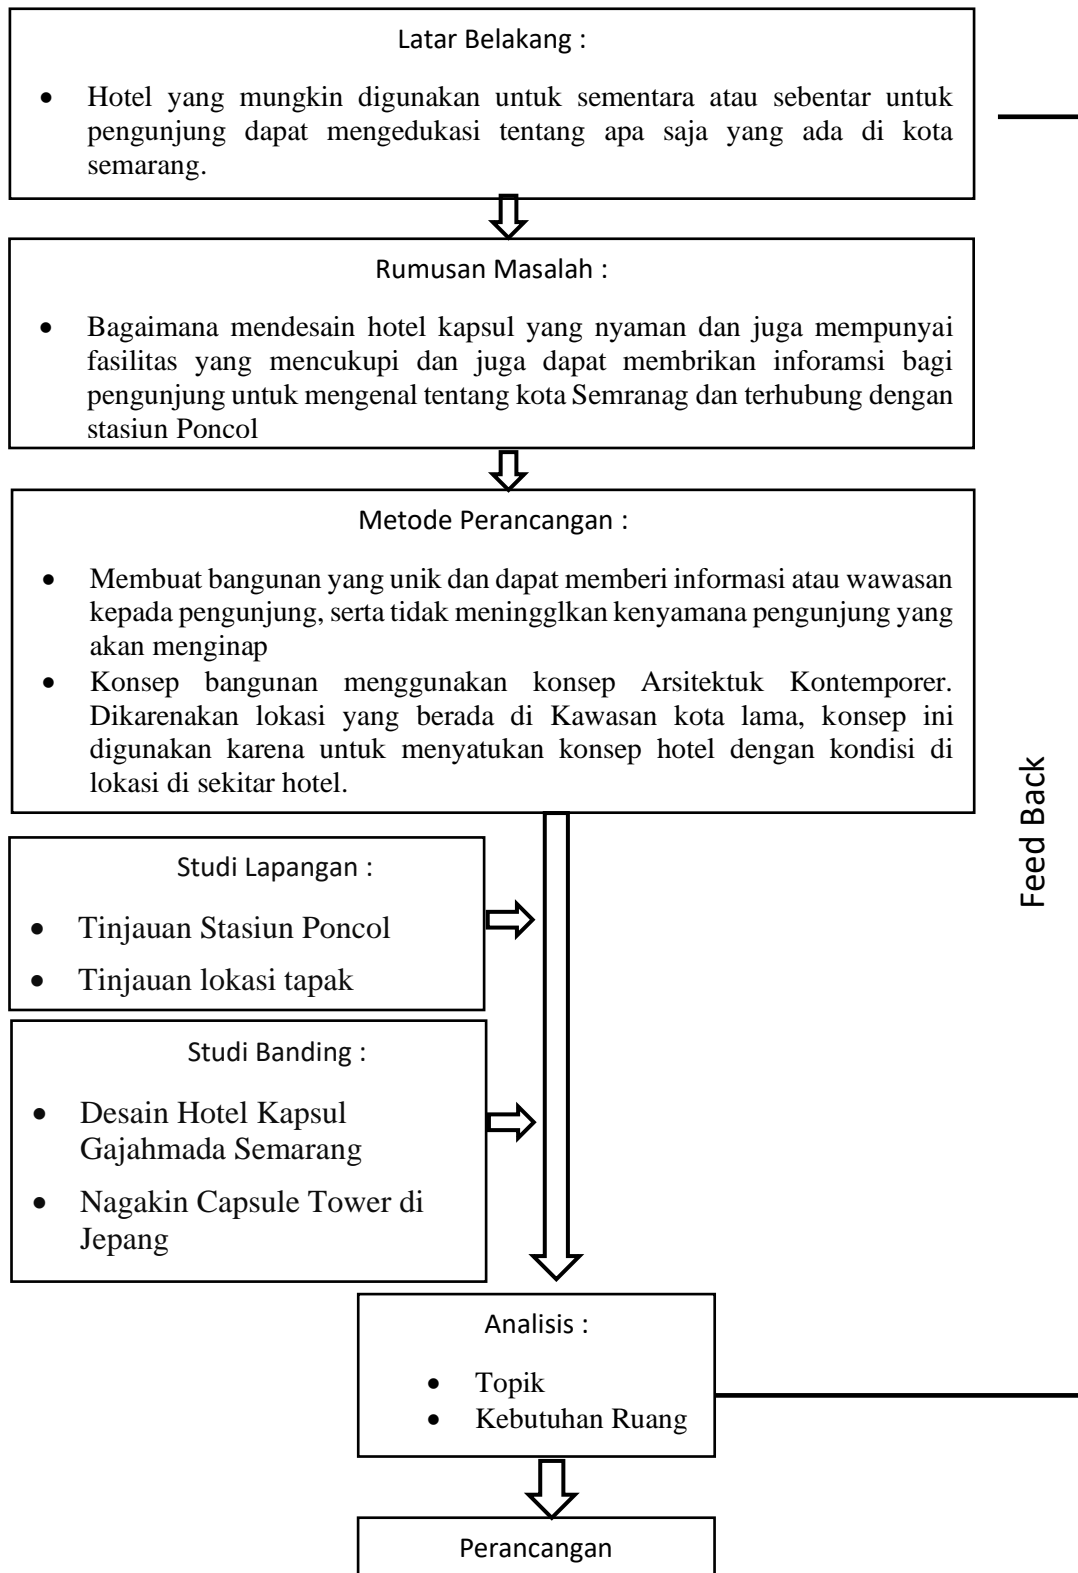 Latar Belakang :
• Hotel yang mungkin digunakan untuk sementara atau sebentar untuk
pengunjung dapat mengedukasi tentang apa saja yang ada di kota
semarang.
Rumusan Masalah :
• Bagaimana mendesain hotel kapsul yang nyaman dan juga mempunyai
fasilitas yang mencukupi dan juga dapat membrikan inforamsi bagi
pengunjung untuk mengenal tentang kota Semranag dan terhubung dengan
stasiun Poncol
Metode Perancangan :
• Membuat bangunan yang unik dan dapat memberi informasi atau wawasan
kepada pengunjung, serta tidak meningglkan kenyamana pengunjung yang
akan menginap
• Konsep bangunan menggunakan konsep Arsitektuk Kontemporer.
Dikarenakan lokasi yang berada di Kawasan kota lama, konsep ini
digunakan karena untuk menyatukan konsep hotel dengan kondisi di
lokasi di sekitar hotel.
Feed Back
Studi Lapangan :
• Tinjauan Stasiun Poncol
• Tinjauan lokasi tapak
Studi Banding :
• Desain Hotel Kapsul
Gajahmada Semarang
• Nagakin Capsule Tower di
Jepang
Analisis :
• Topik
• Kebutuhan Ruang
Perancangan